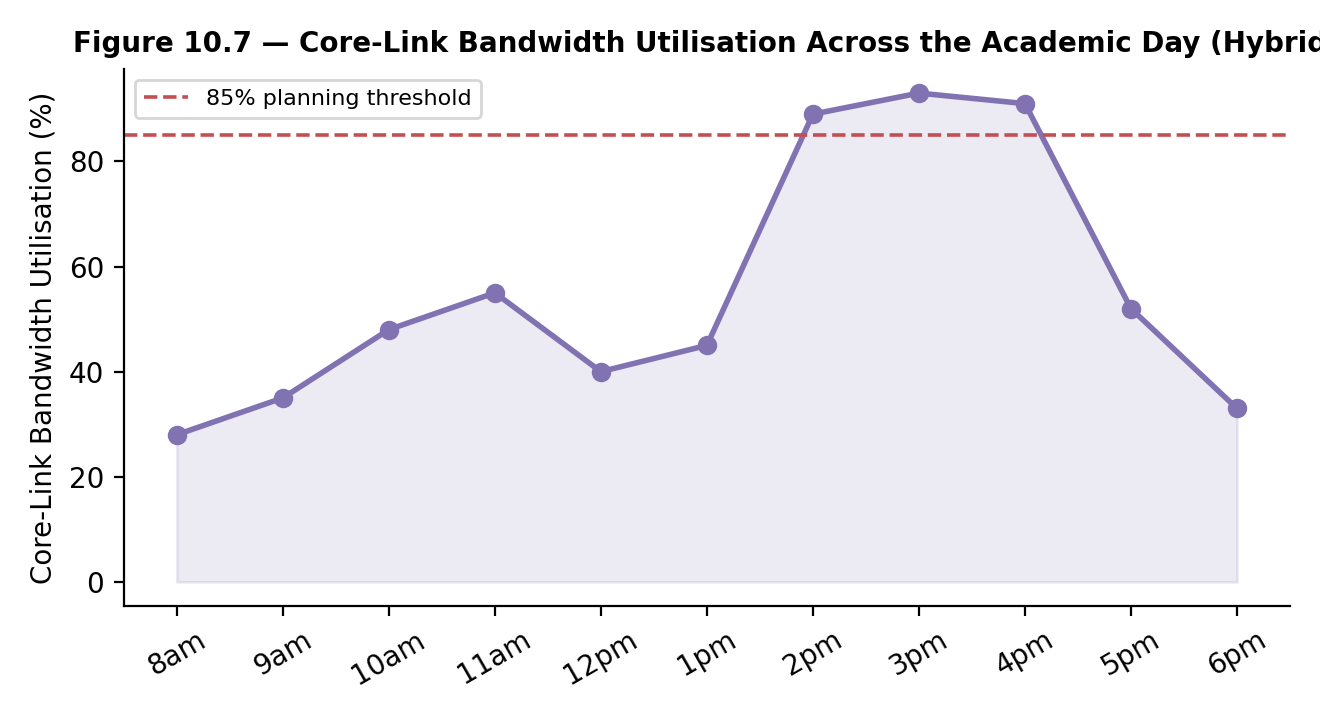 Figure 10.7 — Core-Link Bandwidth Utilisation Across the Academic Day (Hybrid
85% planning threshold
Core-Link Bandwidth Utilisation (%)
80
60
40
20
0
8am 9am 10am 11am 12pm 1pm 2pm 3pm 4pm 5pm 6pm